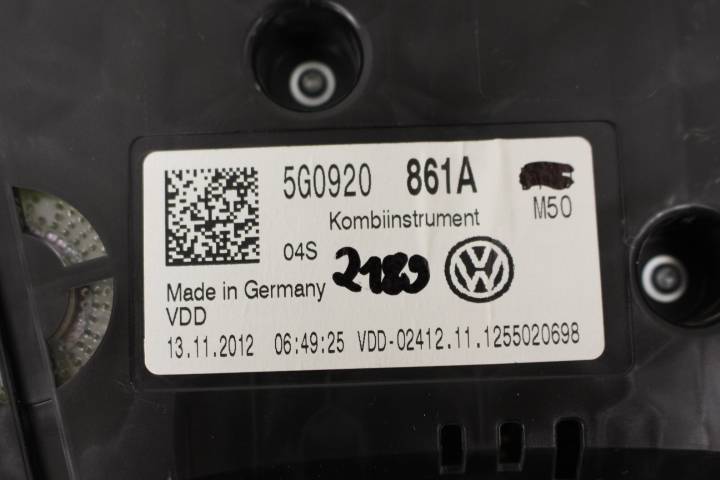 5G0920 861A
M50
Kombiinstrument
04S 2189
Made in Germany
VDD
13.11.2012 06:49:25 VDD-02412.11.1255020698